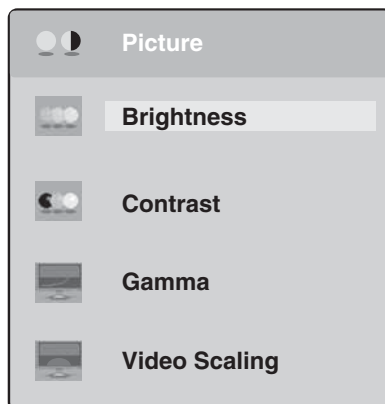 Picture
Brightness
Contrast
Gamma
Video Scaling